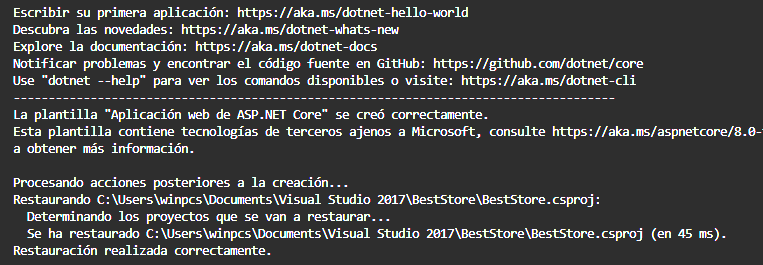 Escribir su primera aplicación: https://aka.ms/dotnet-hello-world
Descubra las novedades: https://aka.ms/dotnet-whats-new
Explore la documentación: https://aka.ms/dotnet-docs
Notificar problemas y encontrar el código fuente en GitHub: https://github.com/dotnet/core
Use "dotnet --help" para ver los comandos disponibles o visite: https://aka.ms/dotnet-cli
--------------------------------------------------------------------------------------
La plantilla "Aplicación web de ASP.NET Core" se creó correctamente.
Esta plantilla contiene tecnologías de terceros ajenos a Microsoft, consulte https://aka.ms/aspnetcore/8.0-
a obtener más información.
Procesando acciones posteriores a la creación...
Restaurando C:\Users\winpcs\Documents\Visual Studio 2017\BestStore\BestStore.csproj:
Determinando los proyectos que se van a restaurar...
Se ha restaurado C:\Users\winpcs\Documents\Visual Studio 2017\BestStore\BestStore.csproj (en 45 ms).
Restauración realizada correctamente.